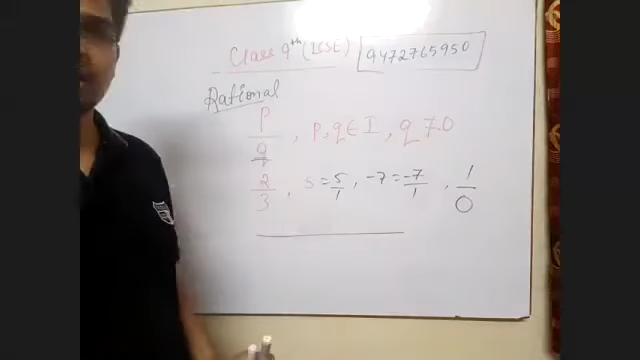 Class 9th (ICSE) 9472765950
Rational
p/q , p, q ∈ I , q ≠ 0
2/3 , 5 = 5/1 , -7 = -7/1 , 1/0